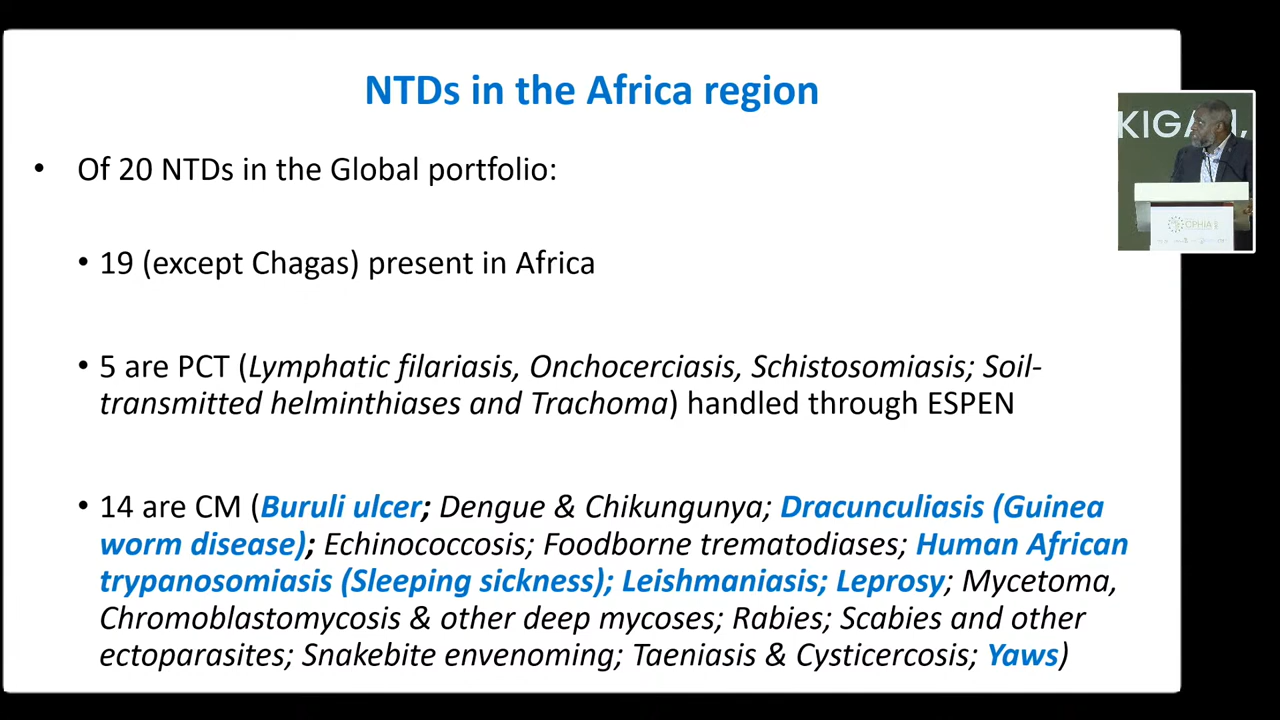 NTDs in the Africa region
• Of 20 NTDs in the Global portfolio:
• 19 (except Chagas) present in Africa
• 5 are PCT (Lymphatic filariasis, Onchocerciasis, Schistosomiasis; Soil-
transmitted helminthiases and Trachoma) handled through ESPEN
• 14 are CM (Buruli ulcer; Dengue & Chikungunya; Dracunculiasis (Guinea
worm disease); Echinococcosis; Foodborne trematodiases; Human African
trypanosomiasis (Sleeping sickness); Leishmaniasis; Leprosy; Mycetoma,
Chromoblastomycosis & other deep mycoses; Rabies; Scabies and other
ectoparasites; Snakebite envenoming; Taeniasis & Cysticercosis; Yaws)
CPHIA